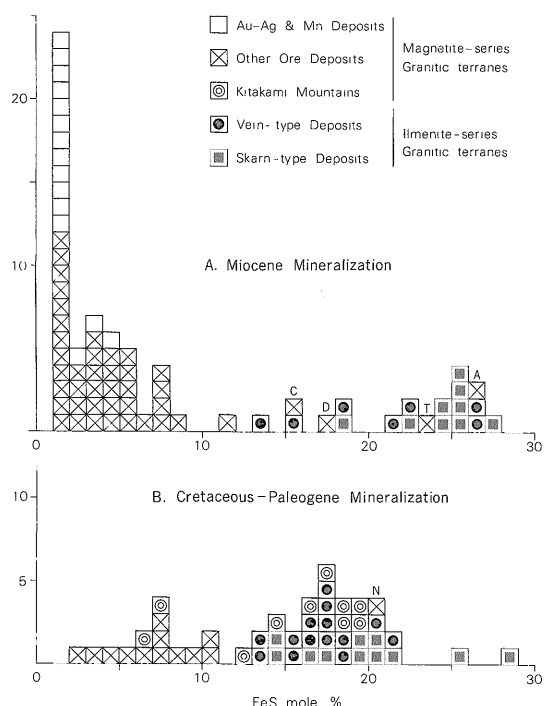 Au-Ag & Mn Deposits
Other Ore Deposits
Magnetite-series
Granitic terranes
Kitakami Mountains
Vein-type Deposits
Skarn-type Deposits
Ilmenite-series
Granitic terranes
20
10
A. Miocene Mineralization
C
D
T
A
0
10
20
30
B. Cretaceous-Paleogene Mineralization
10
5
N
0
10
20
30
FeS mole %